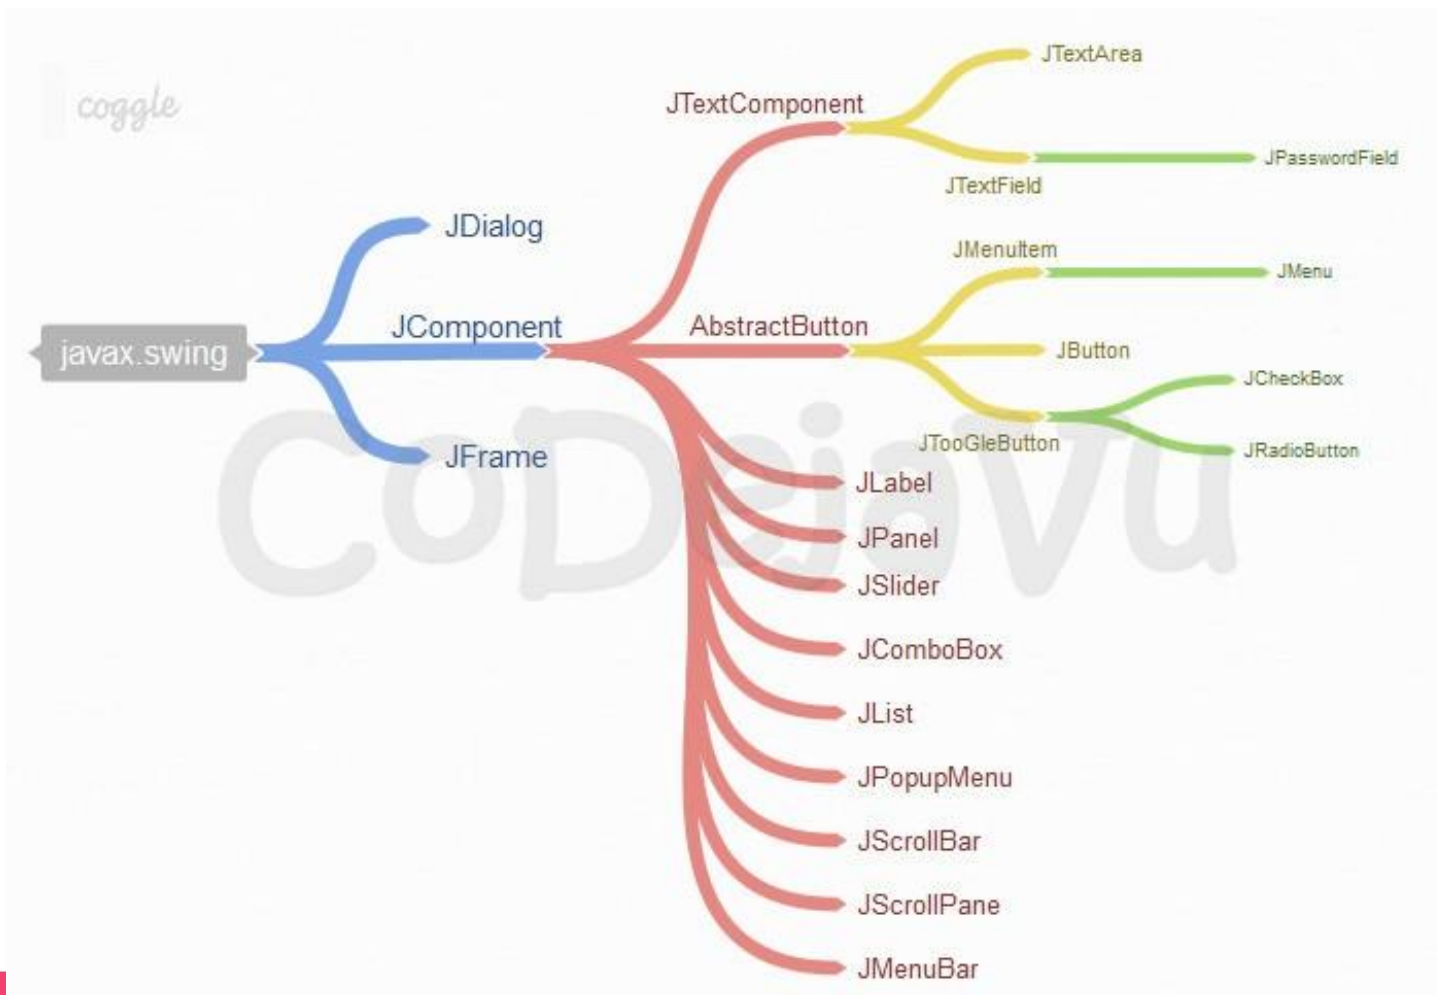 coggle
JTextArea
JTextComponent
JPasswordField
JTextField
JDialog
JMenuItem
JMenu
JComponent
AbstractButton
javax.swing
JButton
JCheckBox
JTooGleButton
JRadioButton
JFrame
JLabel
JPanel
JSlider
JComboBox
JList
JPopupMenu
JScrollBar
JScrollPane
JMenuBar
CoDejaVu